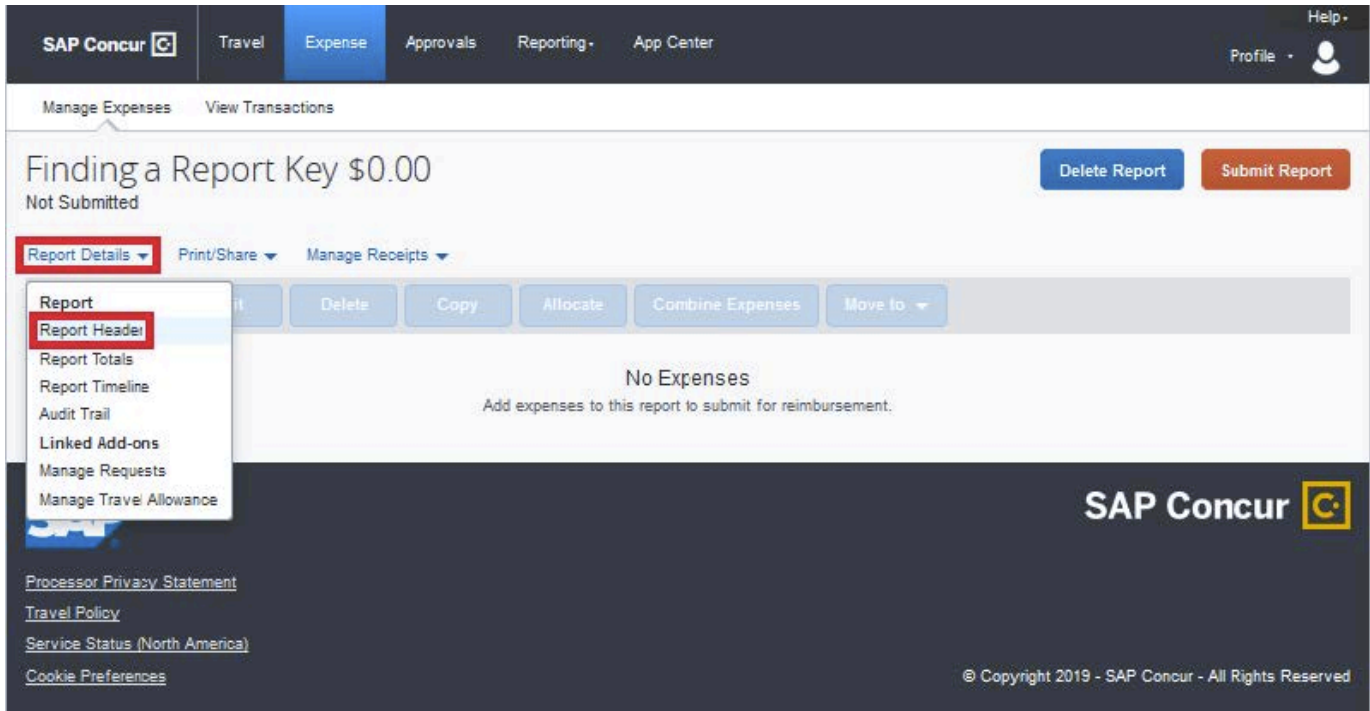 Help
SAP Concur
Travel
Expense
Approvals
Reporting
App Center
Profile
Manage Expenses
View Transactions
Finding a Report Key $0.00
Not Submitted
Delete Report
Submit Report
Report Details
Print/Share
Manage Receipts
Delete
Copy
Allocate
Combine Expenses
Move to
Report
Report Header
Report Totals
Report Timeline
Audit Trail
Linked Add-ons
Manage Requests
Manage Travel Allowance
No Expenses
Add expenses to this report to submit for reimbursement.
SAP Concur
Processor Privacy Statement
Travel Policy
Service Status (North America)
Cookie Preferences
© Copyright 2019 - SAP Concur - All Rights Reserved